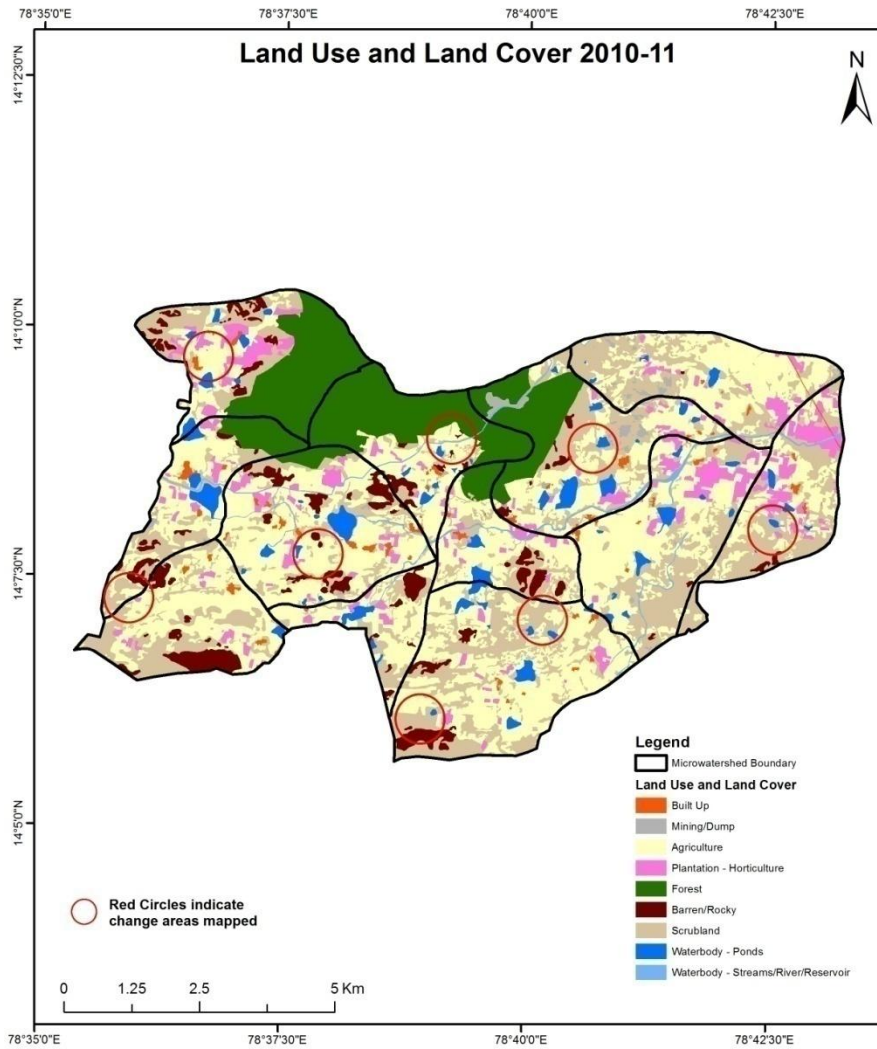 78°35'0"E 78°37'30"E 78°40'0"E 78°42'30"E
Land Use and Land Cover 2010-11
N
14°12'30"N
14°10'0"N
14°7'30"N
14°5'0"N
Legend
Microwatershed Boundary
Land Use and Land Cover
Built Up
Mining/Dump
Agriculture
Plantation - Horticulture
Forest
Barren/Rocky
Scrubland
Waterbody - Ponds
Waterbody - Streams/River/Reservoir
Red Circles indicate
change areas mapped
0 1.25 2.5 5 Km
78°35'0"E 78°37'30"E 78°40'0"E 78°42'30"E